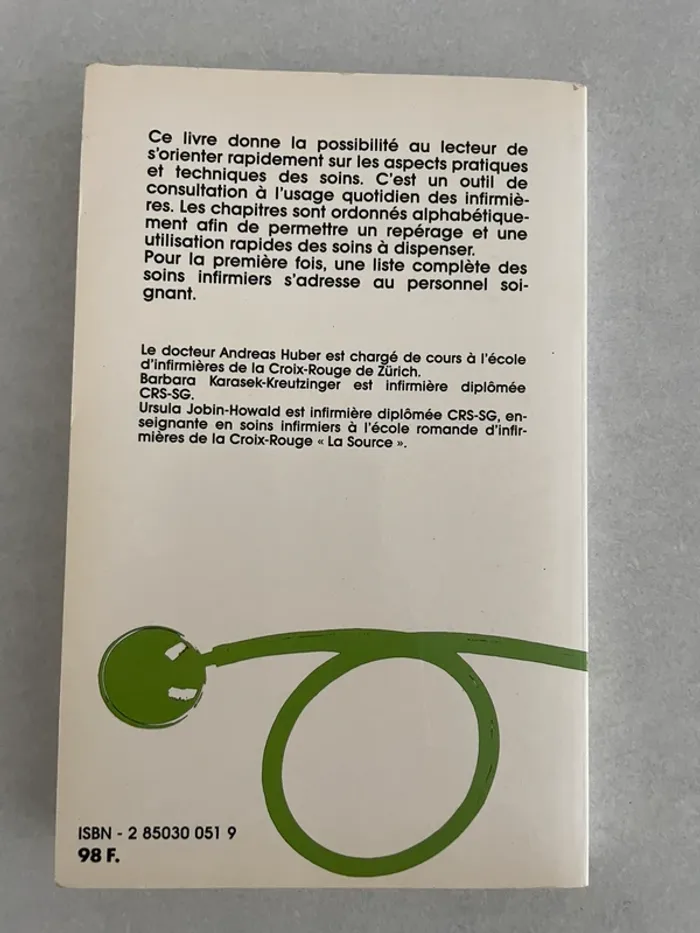 Ce livre donne la possibilité au lecteur de
s'orienter rapidement sur les aspects pratiques
et techniques des soins. C'est un outil de
consultation à l'usage quotidien des infirmiè-
res. Les chapitres sont ordonnés alphabétique-
ment afin de permettre un repérage et une
utilisation rapides des soins à dispenser.
Pour la première fois, une liste complète des
soins infirmiers s'adresse au personnel soi-
gnant.
Le docteur Andreas Huber est chargé de cours à l'école
d'infirmières de la Croix-Rouge de Zürich.
Barbara Karasek-Kreutzinger est infirmière diplômée
CRS-SG.
Ursula Jobin-Howald est infirmière diplômée CRS-SG, en-
seignante en soins infirmiers à l'école romande d'infir-
mières de la Croix-Rouge « La Source ».
ISBN - 2 85030 051 9
98 F.